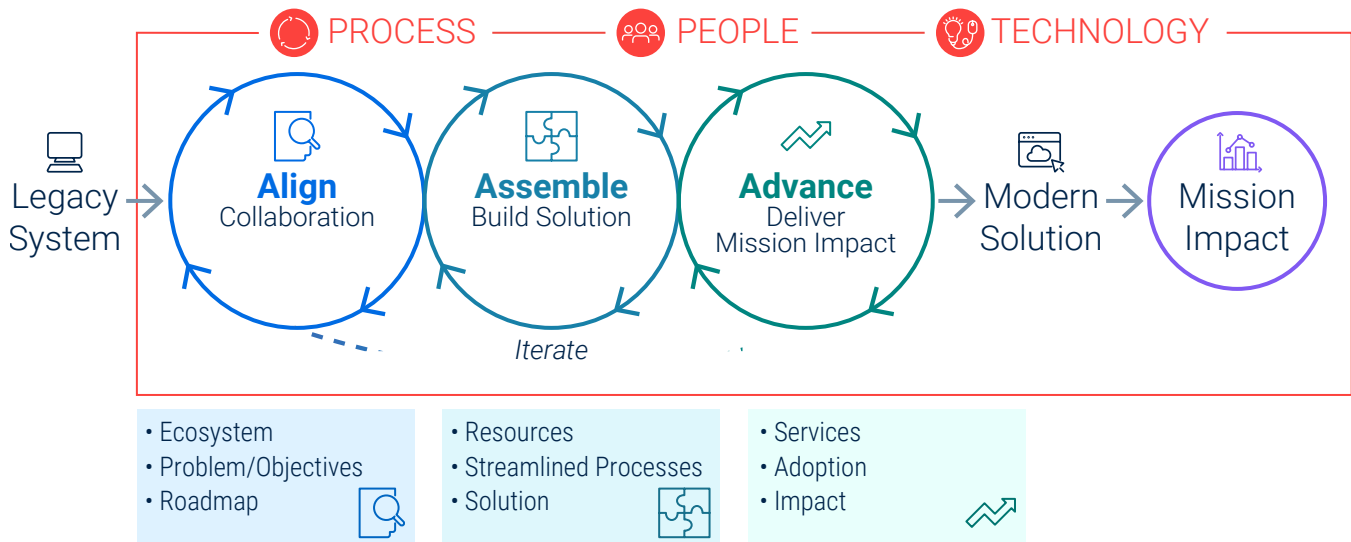 PROCESS
PEOPLE
TECHNOLOGY
Legacy
System
Align
Collaboration
Assemble
Build Solution
Advance
Deliver
Mission Impact
Modern
Solution
Mission
Impact
Iterate
• Ecosystem
• Problem/Objectives
• Roadmap
• Resources
• Streamlined Processes
• Solution
• Services
• Adoption
• Impact